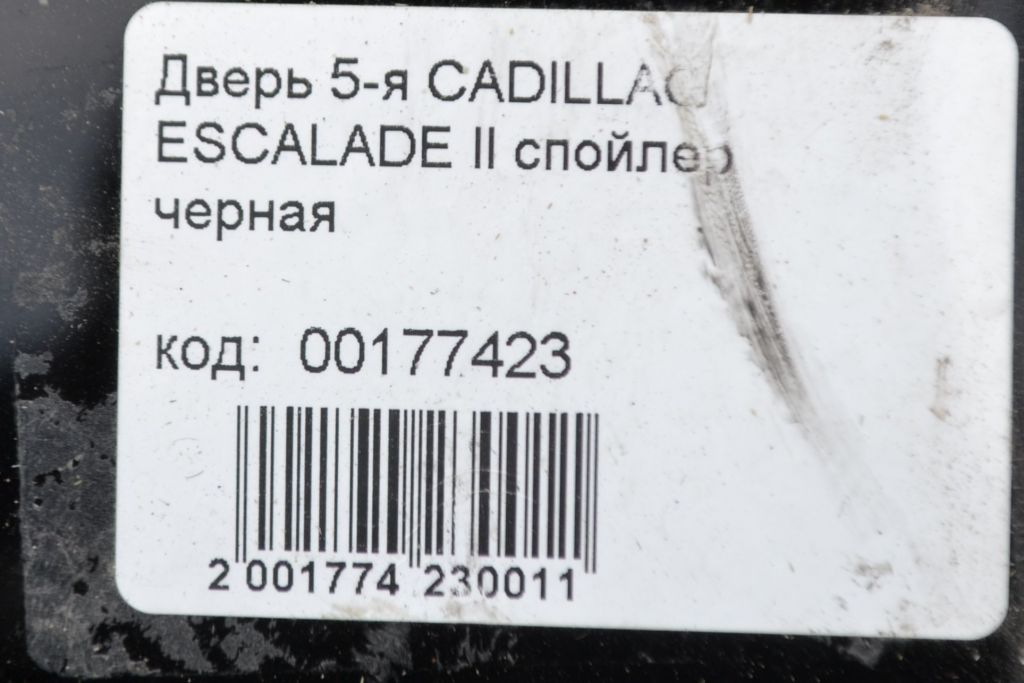 Дверь 5-я CADILLAC
ESCALADE II спойлер
черная
код: 00177423
2 001774 230011